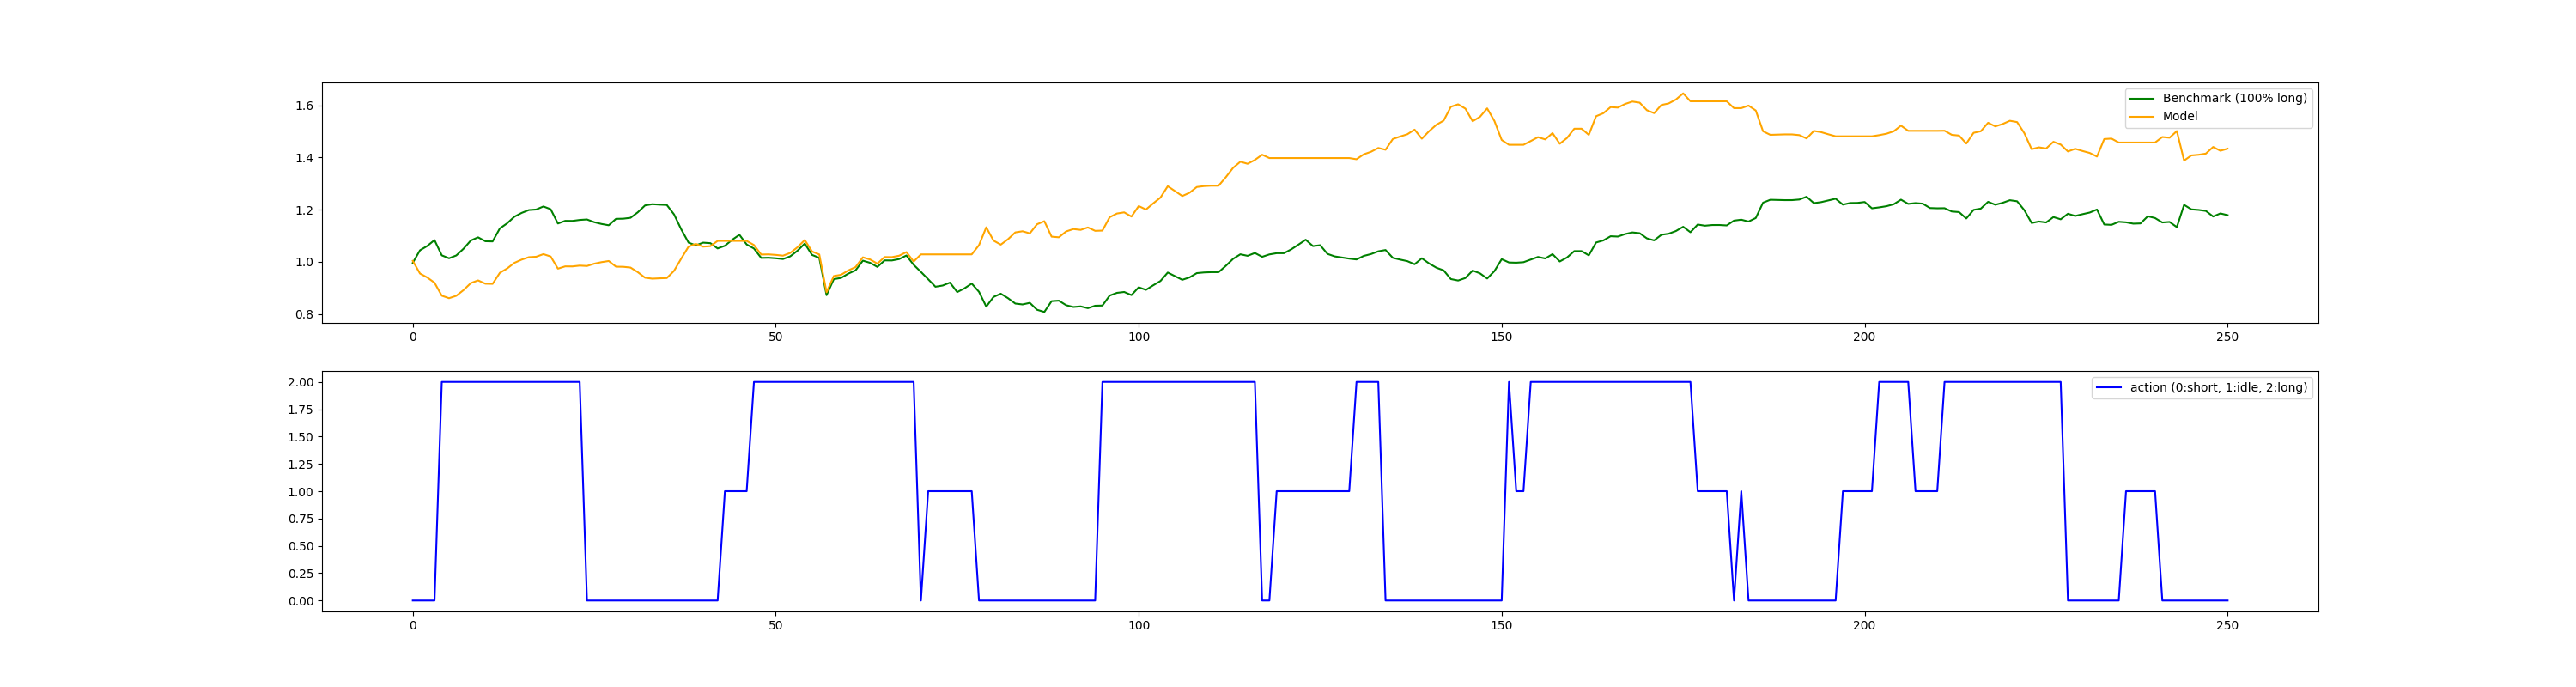 1.6
1.4
1.2
1.0
0.8
Benchmark (100% long)
Model
0 50 100 150 200 250
2.00
1.75
1.50
1.25
1.00
0.75
0.50
0.25
0.00
action (0:short, 1:idle, 2:long)
0 50 100 150 200 250